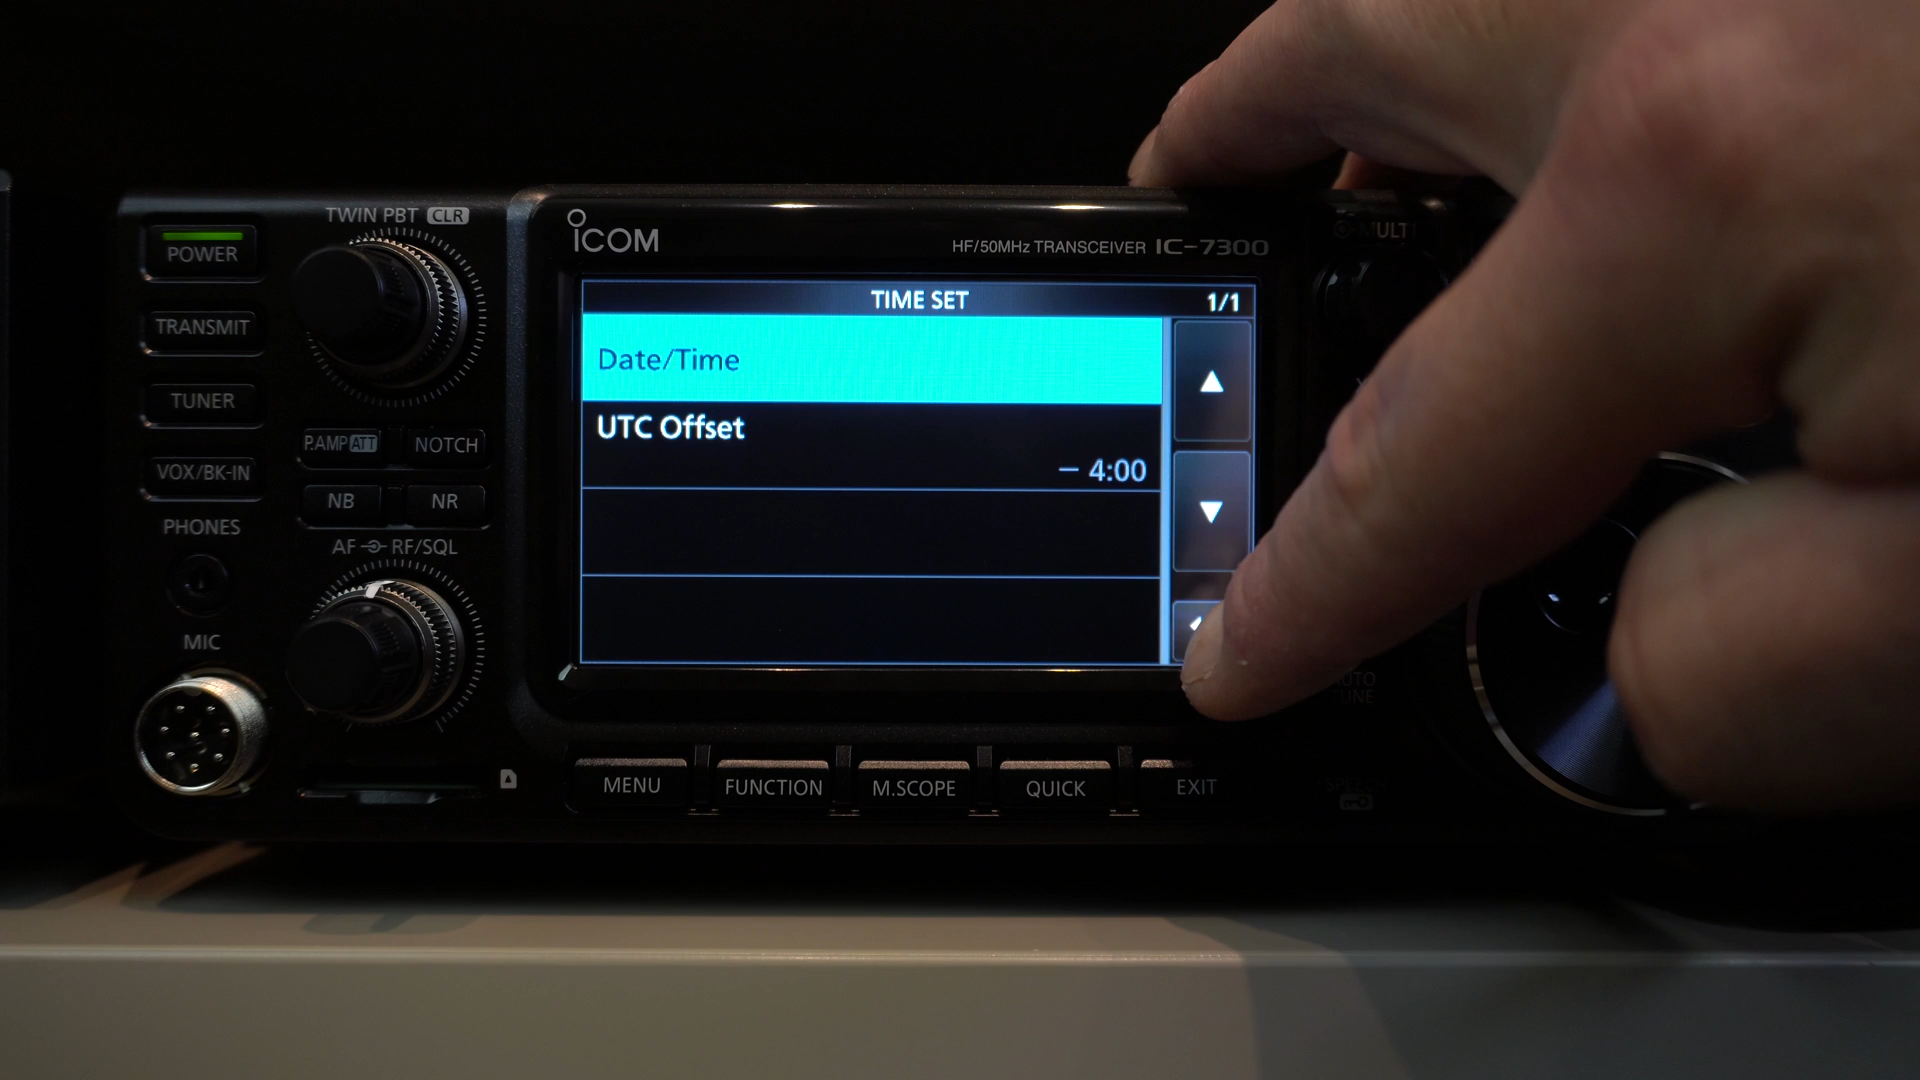 TWIN PBT CLR
POWER
TRANSMIT
TUNER
VOX/BK-IN
P.AMP ATT
NOTCH
NB
NR
PHONES
AF RF/SQL
MIC
ICOM
HF/50MHz TRANSCEIVER IC-7300
TIME SET
1/1
Date/Time
UTC Offset
– 4:00
MENU
FUNCTION
M.SCOPE
QUICK
EXIT
MULTI